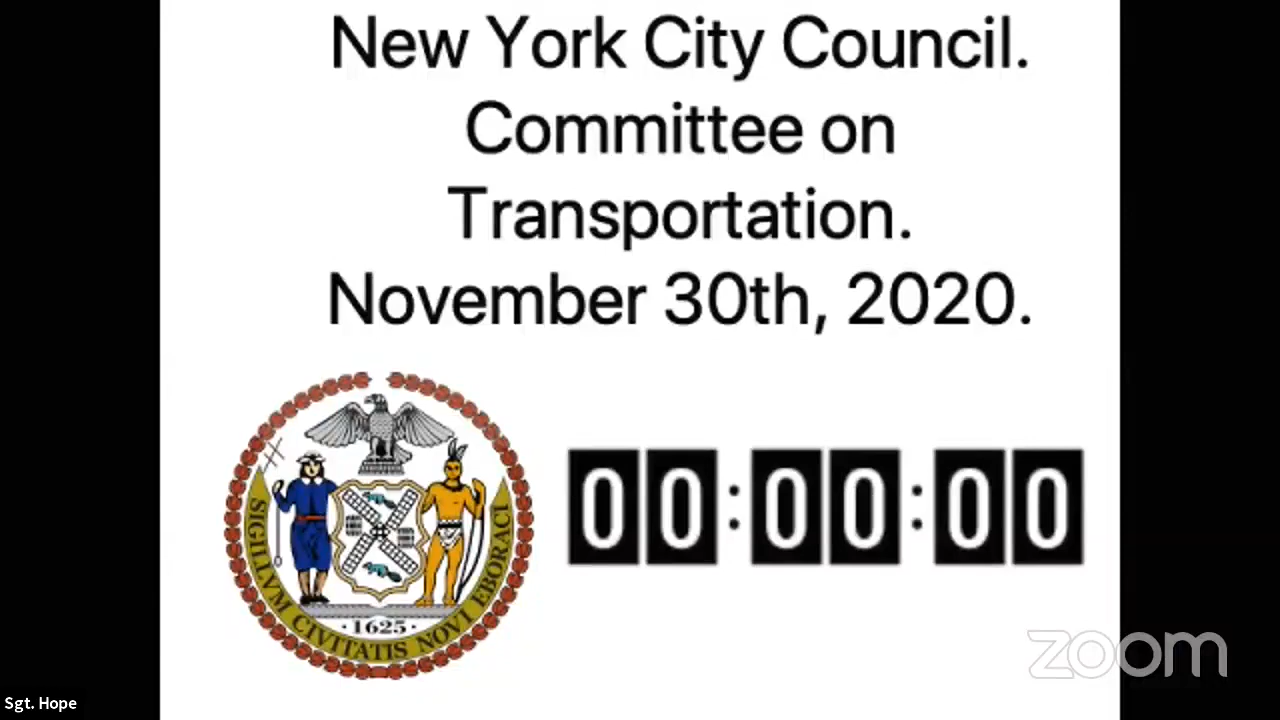 New York City Council.
Committee on
Transportation.
November 30th, 2020.
00:00:00
SIGILLVM CIVITATIS NOVI EBORACI
·1625·
zoom
Sgt. Hope